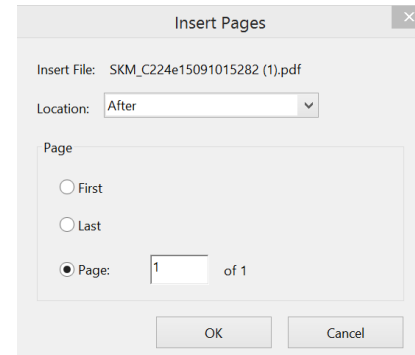 Insert Pages
Insert File: SKM_C224e15091015282 (1).pdf
Location: After
Page
First
Last
Page: 1 of 1
OK Cancel